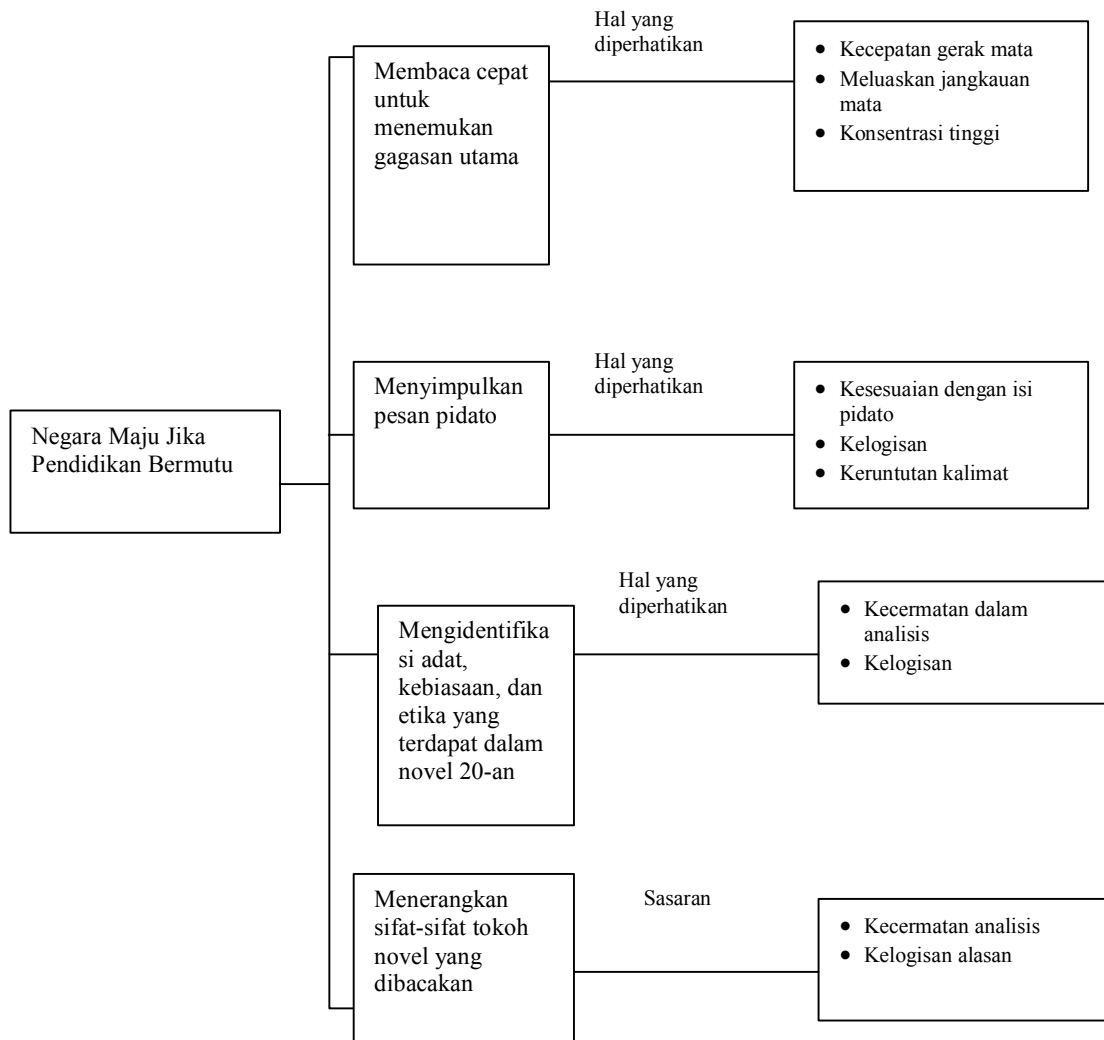 Hal yang
diperhatikan
Membaca cepat
untuk
menemukan
gagasan utama
• Kecepatan gerak mata
• Meluaskan jangkauan
mata
• Konsentrasi tinggi
Hal yang
diperhatikan
Menyimpulkan
pesan pidato
• Kesesuaian dengan isi
pidato
• Kelogisan
• Keruntutan kalimat
Negara Maju Jika
Pendidikan Bermutu
Hal yang
diperhatikan
Mengidentifika
si adat,
kebiasaan, dan
etika yang
terdapat dalam
novel 20-an
• Kecermatan dalam
analisis
• Kelogisan
Menerangkan
sifat-sifat tokoh
novel yang
dibacakan
Sasaran
• Kecermatan analisis
• Kelogisan alasan